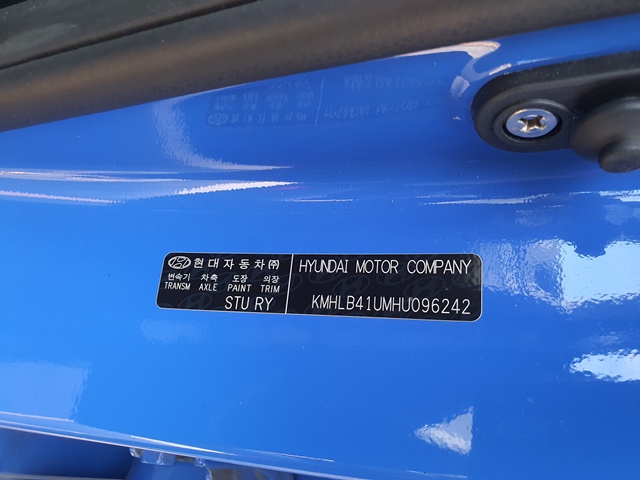 현대자동차㈜
변속기 차축 도장 의장
TRANSM AXLE PAINT TRIM
STU RY
HYUNDAI MOTOR COMPANY
KMHLB41UMHU096242